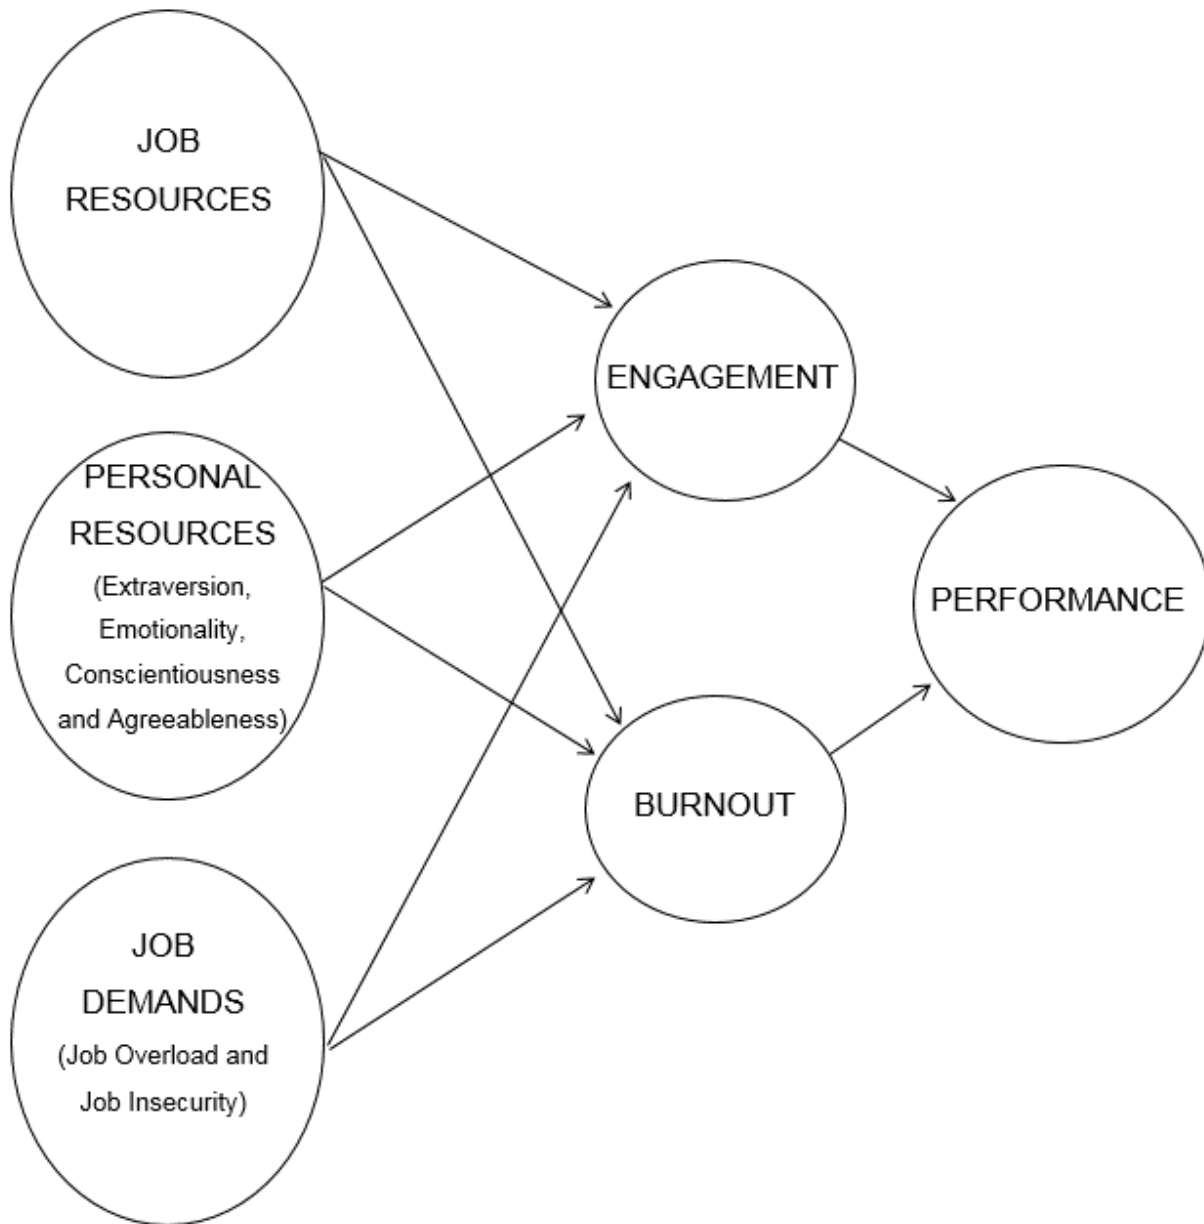 JOB
RESOURCES
ENGAGEMENT
PERSONAL
RESOURCES
(Extraversion,
Emotionality,
Conscientiousness
and Agreeableness)
PERFORMANCE
BURNOUT
JOB
DEMANDS
(Job Overload and
Job Insecurity)